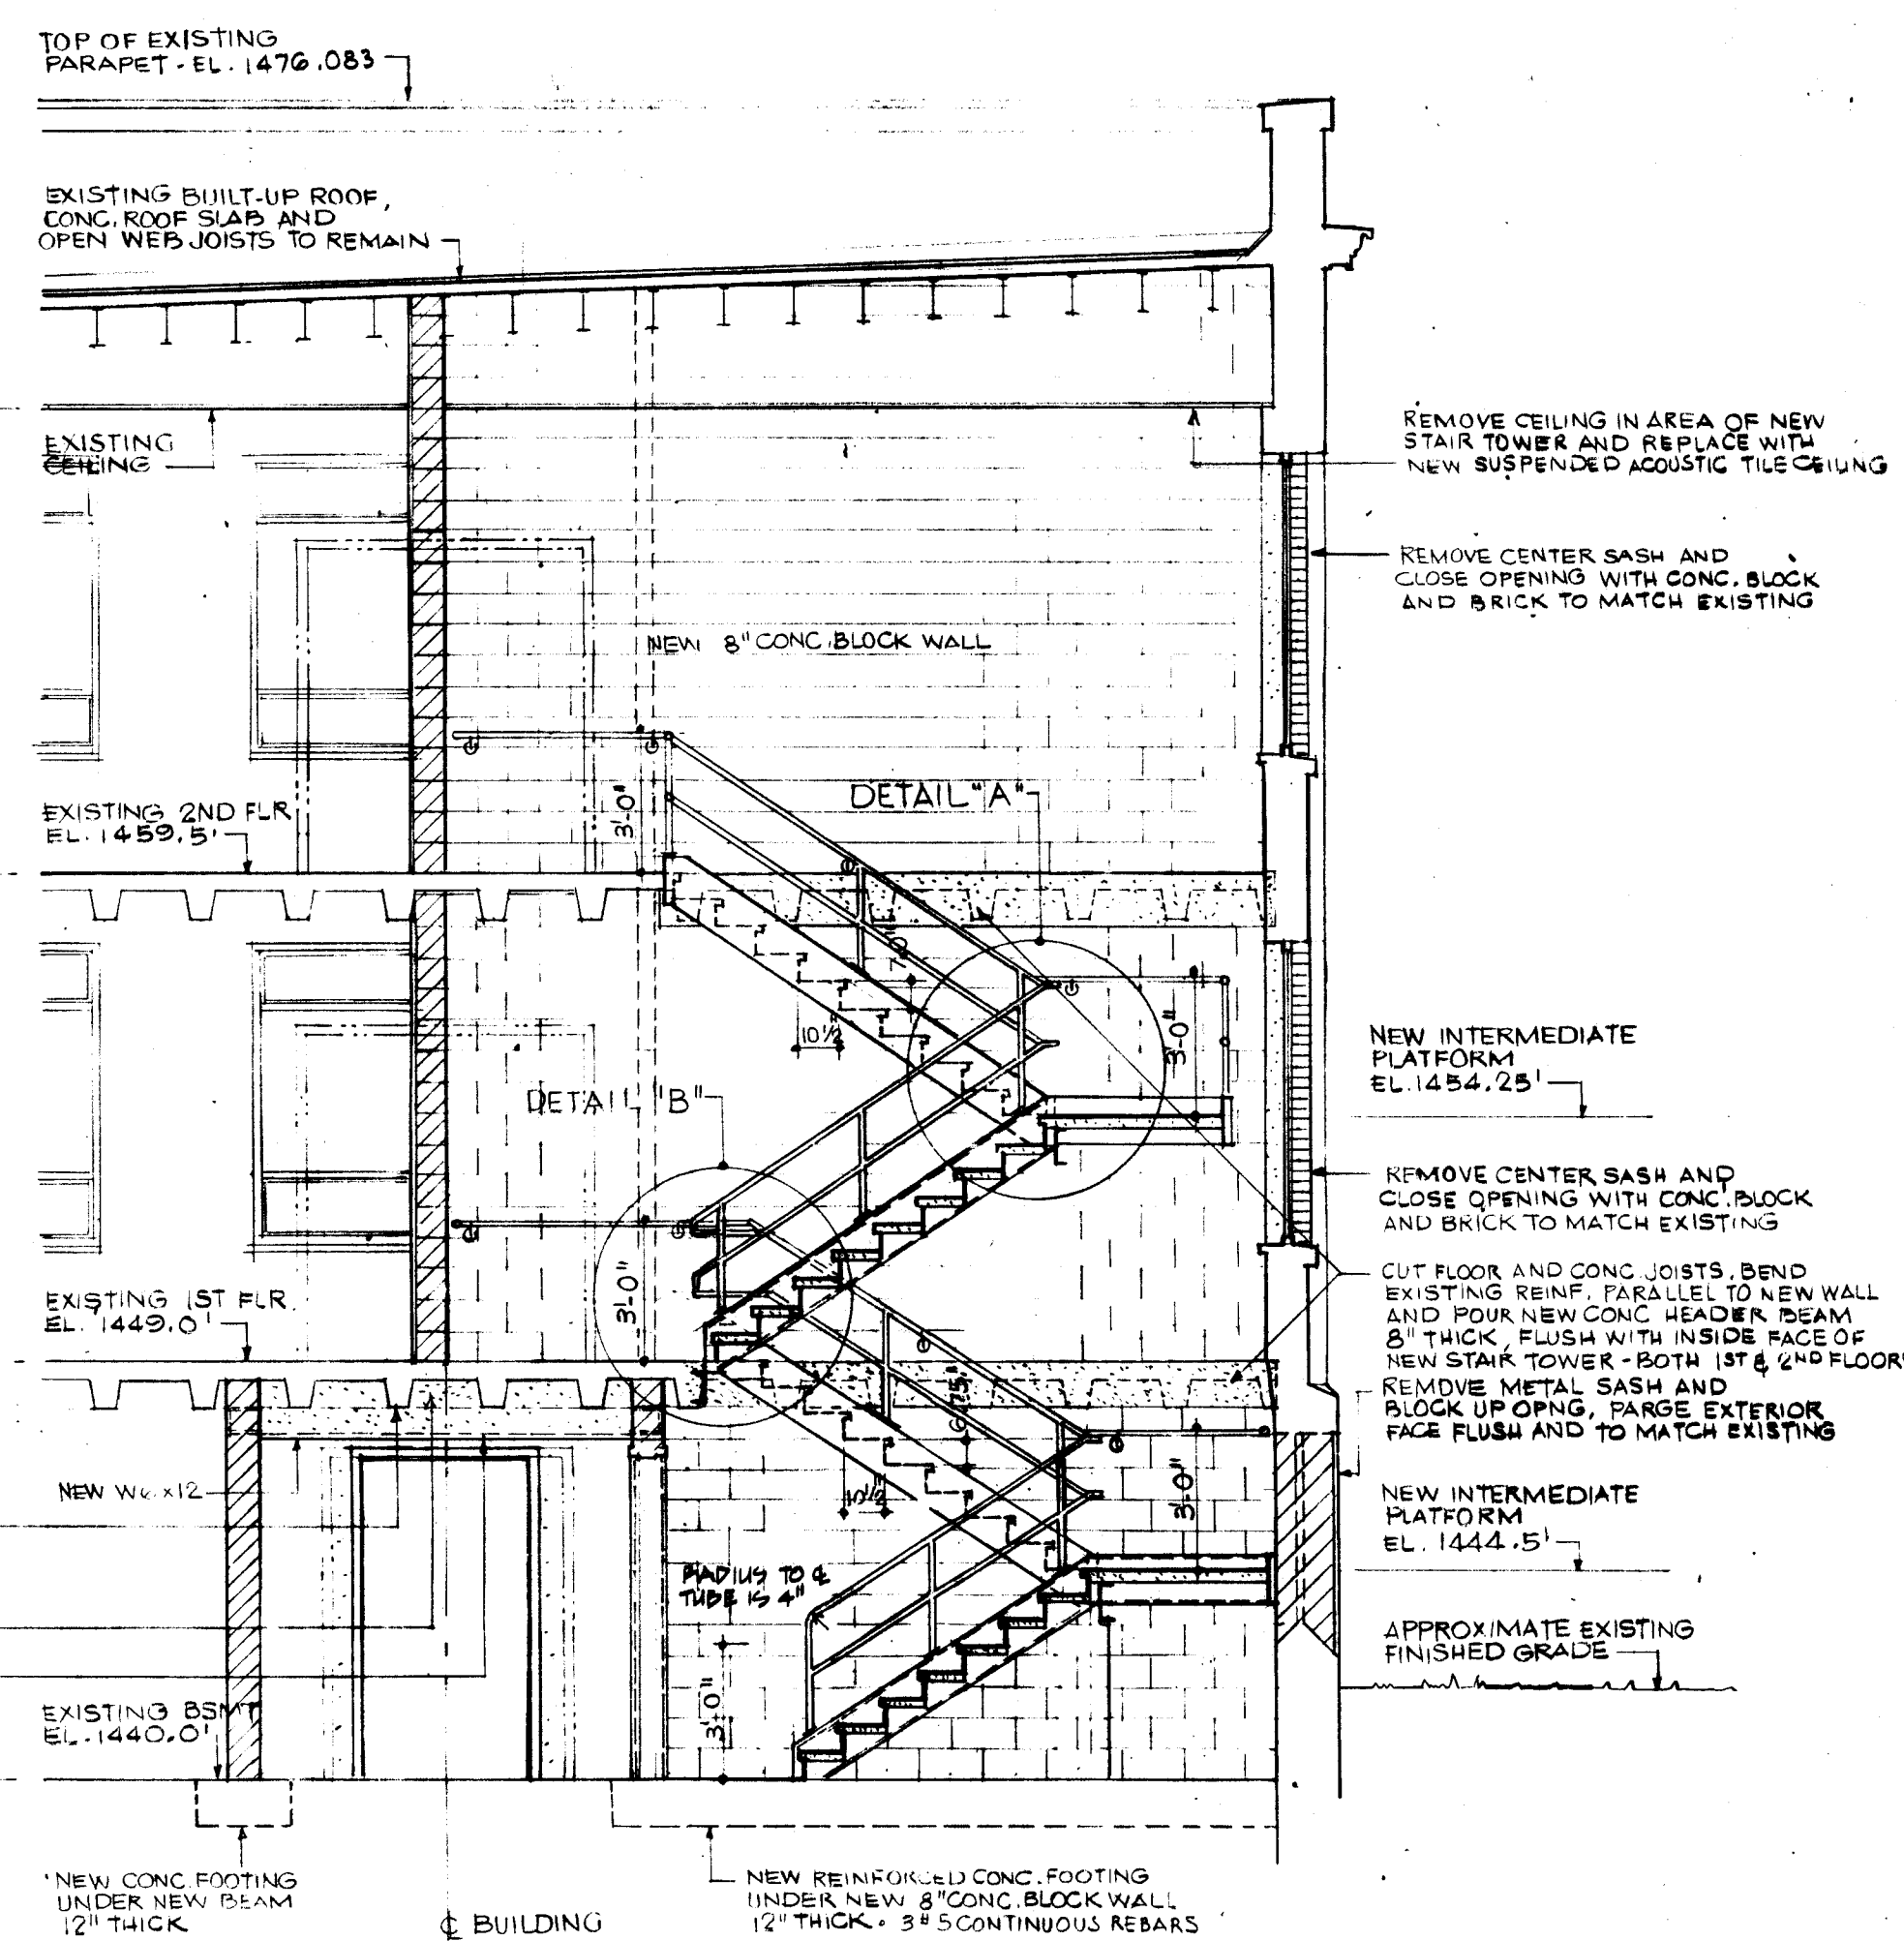 TOP OF EXISTING
PARAPET - EL. 1476.083
EXISTING BUILT-UP ROOF,
CONC. ROOF SLAB AND
OPEN WEB JOISTS TO REMAIN
EXISTING
CEILING
REMOVE CEILING IN AREA OF NEW
STAIR TOWER AND REPLACE WITH
NEW SUSPENDED ACOUSTIC TILE CEILING
REMOVE CENTER SASH AND
CLOSE OPENING WITH CONC. BLOCK
AND BRICK TO MATCH EXISTING
NEW 8" CONC. BLOCK WALL
DETAIL "A"
3'-0"
EXISTING 2ND FLR
EL. 1459.5'
10 1/2
3'-0"
NEW INTERMEDIATE
PLATFORM
EL. 1454.25'
DETAIL "B"
REMOVE CENTER SASH AND
CLOSE OPENING WITH CONC. BLOCK
AND BRICK TO MATCH EXISTING
3'-0"
EXISTING 1ST FLR.
EL. 1449.0'
CUT FLOOR AND CONC. JOISTS, BEND
EXISTING REINF. PARALLEL TO NEW WALL
AND POUR NEW CONC HEADER BEAM
8" THICK, FLUSH WITH INSIDE FACE OF
NEW STAIR TOWER - BOTH 1ST & 2ND FLOOR
REMOVE METAL SASH AND
BLOCK UP OPNG, PARGE EXTERIOR
FACE FLUSH AND TO MATCH EXISTING
6.75"
10 1/2
3'-0"
NEW
NEW INTERMEDIATE
PLATFORM
EL. 1444.5'
RADIUS TO ℄
TUBE IS 4"
APPROXIMATE EXISTING
FINISHED GRADE
3'-0"
EXISTING BSMT
EL. 1440.0'
NEW CONC. FOOTING
UNDER NEW BEAM
12" THICK
℄ BUILDING
NEW REINFORCED CONC. FOOTING
UNDER NEW 8" CONC. BLOCK WALL
12" THICK. 3 #5 CONTINUOUS REBARS